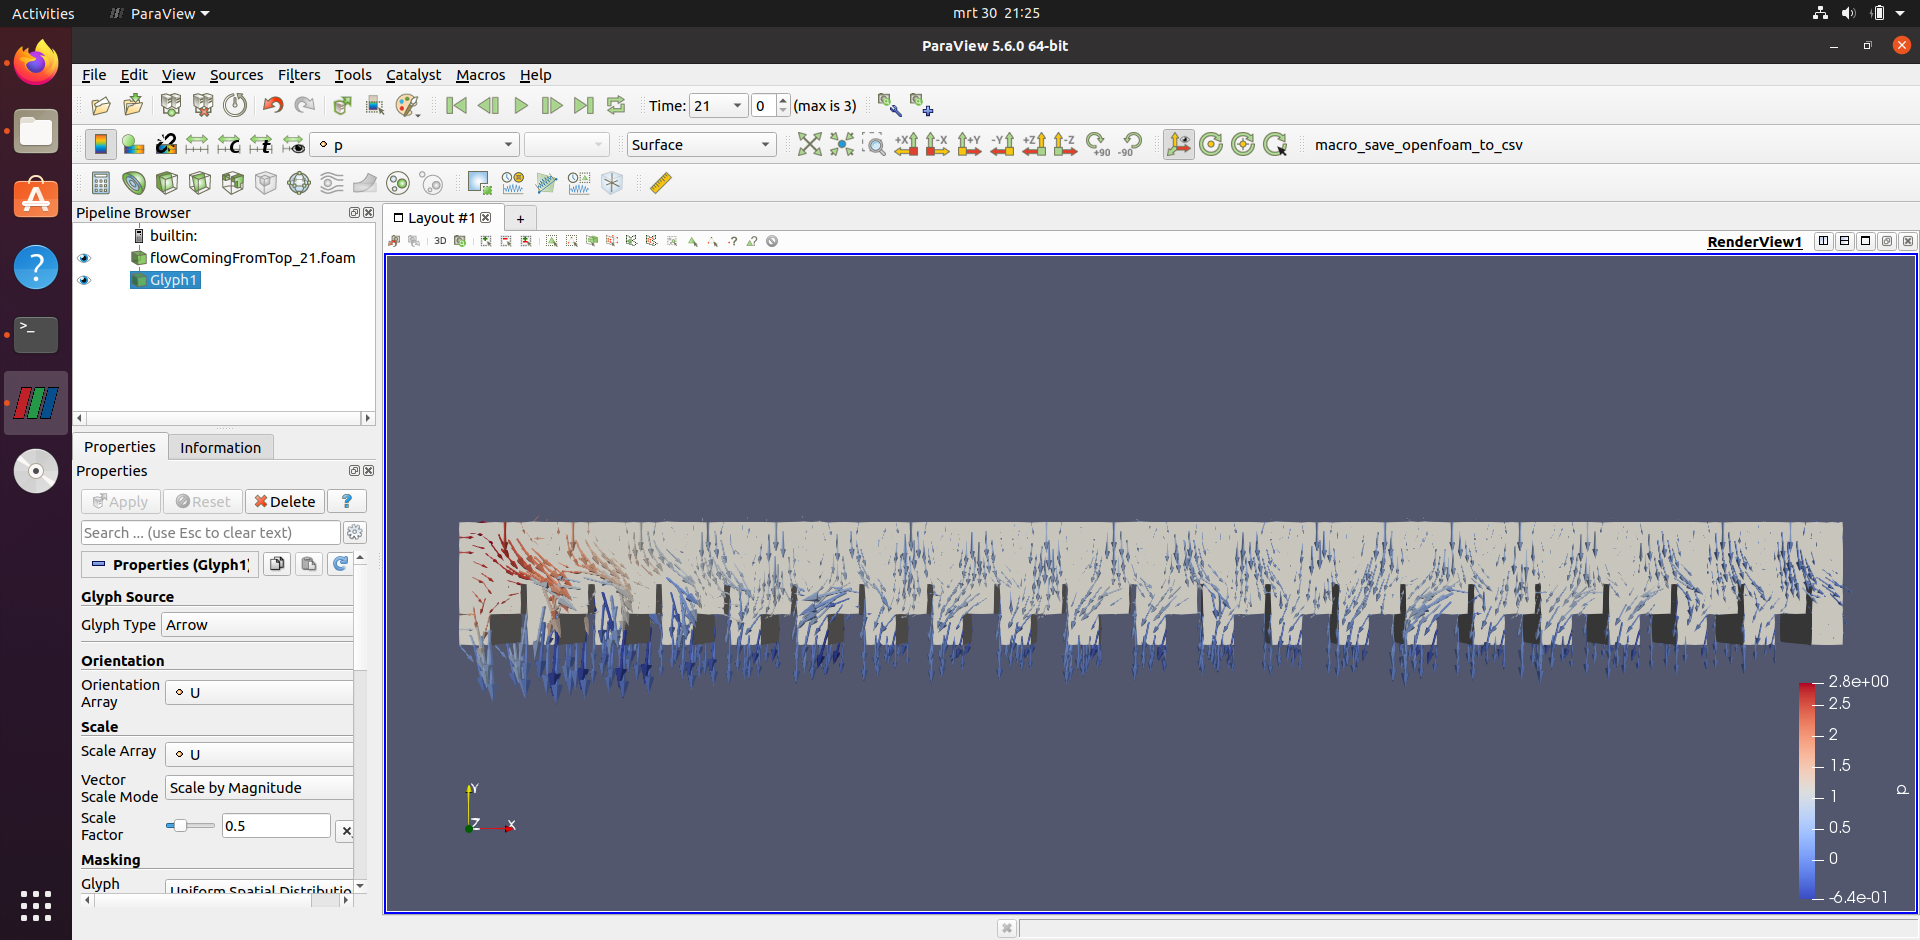 Activities ParaView mrt 30 21:25
ParaView 5.6.0 64-bit
File Edit View Sources Filters Tools Catalyst Macros Help
Time: 21 0 (max is 3)
p Surface +X -X +Y -Y +Z -Z +90 -90 macro_save_openfoam_to_csv
Pipeline Browser
builtin:
flowComingFromTop_21.foam
Glyph1
Layout #1 +
3D RenderView1
Properties Information
Properties
Apply Reset Delete ?
Search ... (use Esc to clear text)
Properties (Glyph1)
Glyph Source
Glyph Type Arrow
Orientation
Orientation Array U
Scale
Scale Array U
Vector Scale Mode Scale by Magnitude
Scale Factor 0.5
Masking
Glyph Uniform Spatial Distributio
Y
Z X
2.8e+00
2.5
2
1.5
1
0.5
0
-6.4e-01
p